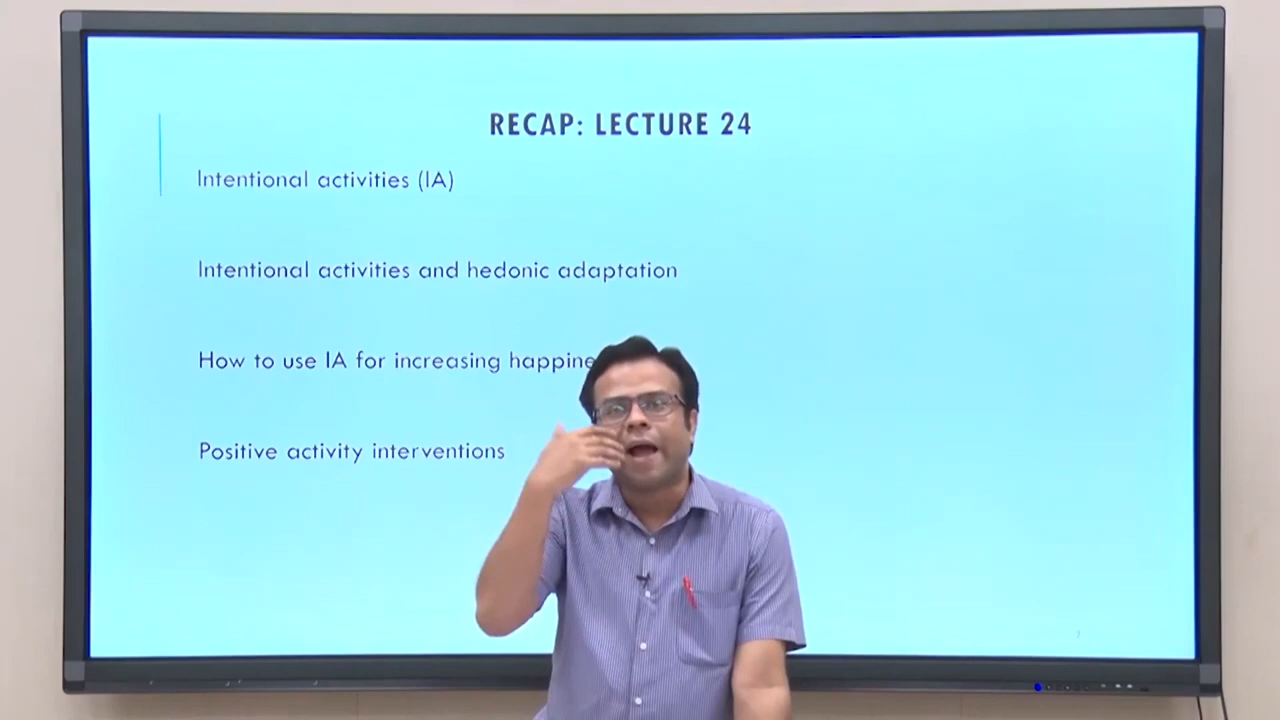 RECAP: LECTURE 24
Intentional activities (IA)
Intentional activities and hedonic adaptation
How to use IA for increasing happine
Positive activity interventions